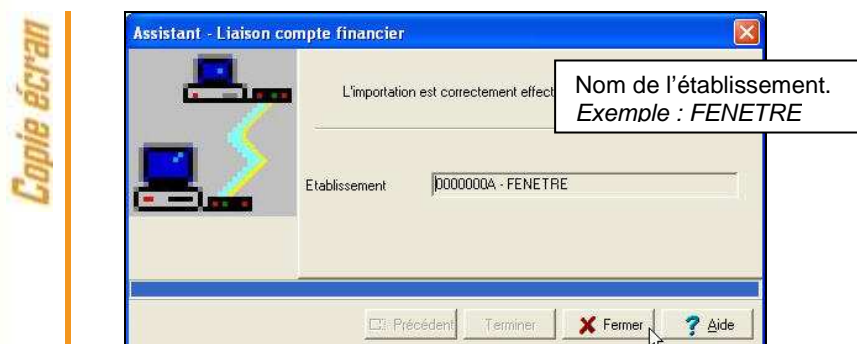 Copie écran
Assistant - Liaison compte financier
L'importation est correctement effect
Nom de l'établissement.
Exemple : FENETRE
Etablissement
0000000A - FENETRE
Précédent Terminer Fermer Aide